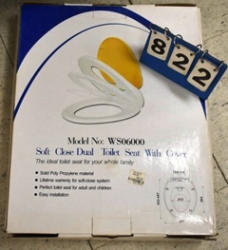 822
Model No: WS06000
Soft Close Dual Toilet Seat With Cover
The ideal toilet seat for your whole family
• Solid Poly Propylene material
• Lifetime warranty for soft-close system
• Perfect toilet seat for adult and children
• Easy installation